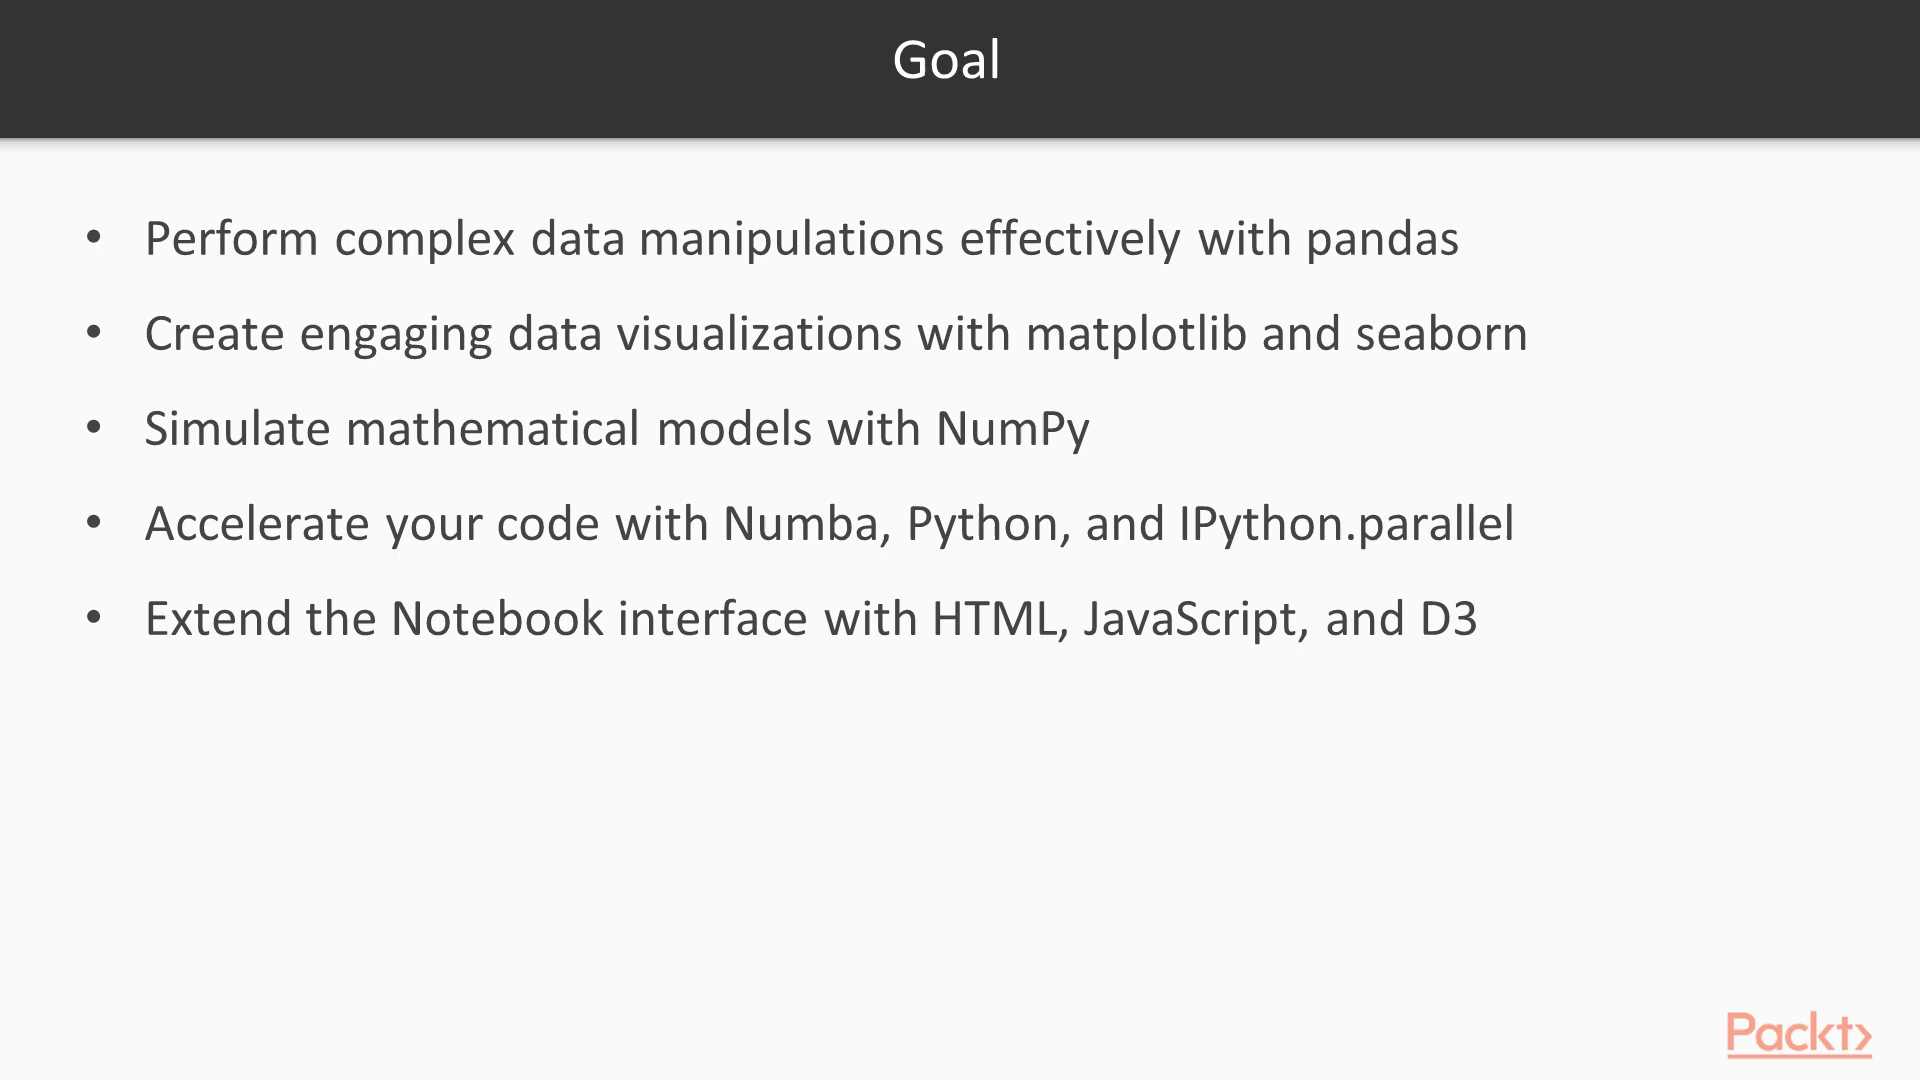 Goal
• Perform complex data manipulations effectively with pandas
• Create engaging data visualizations with matplotlib and seaborn
• Simulate mathematical models with NumPy
• Accelerate your code with Numba, Python, and IPython.parallel
• Extend the Notebook interface with HTML, JavaScript, and D3
Packt>